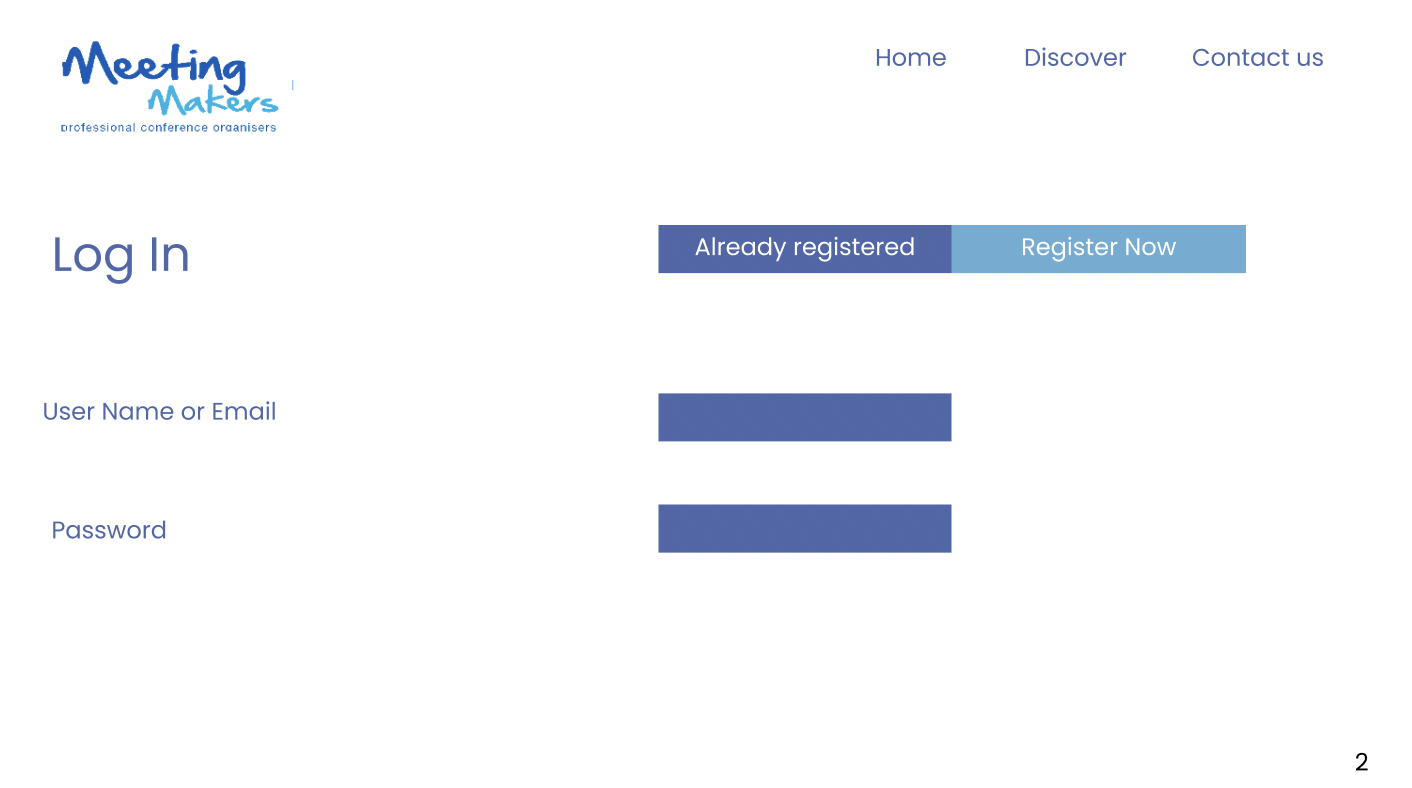 Meeting
Makers
professional conference organisers
Home Discover Contact us
Log In
Already registered Register Now
User Name or Email
Password
2